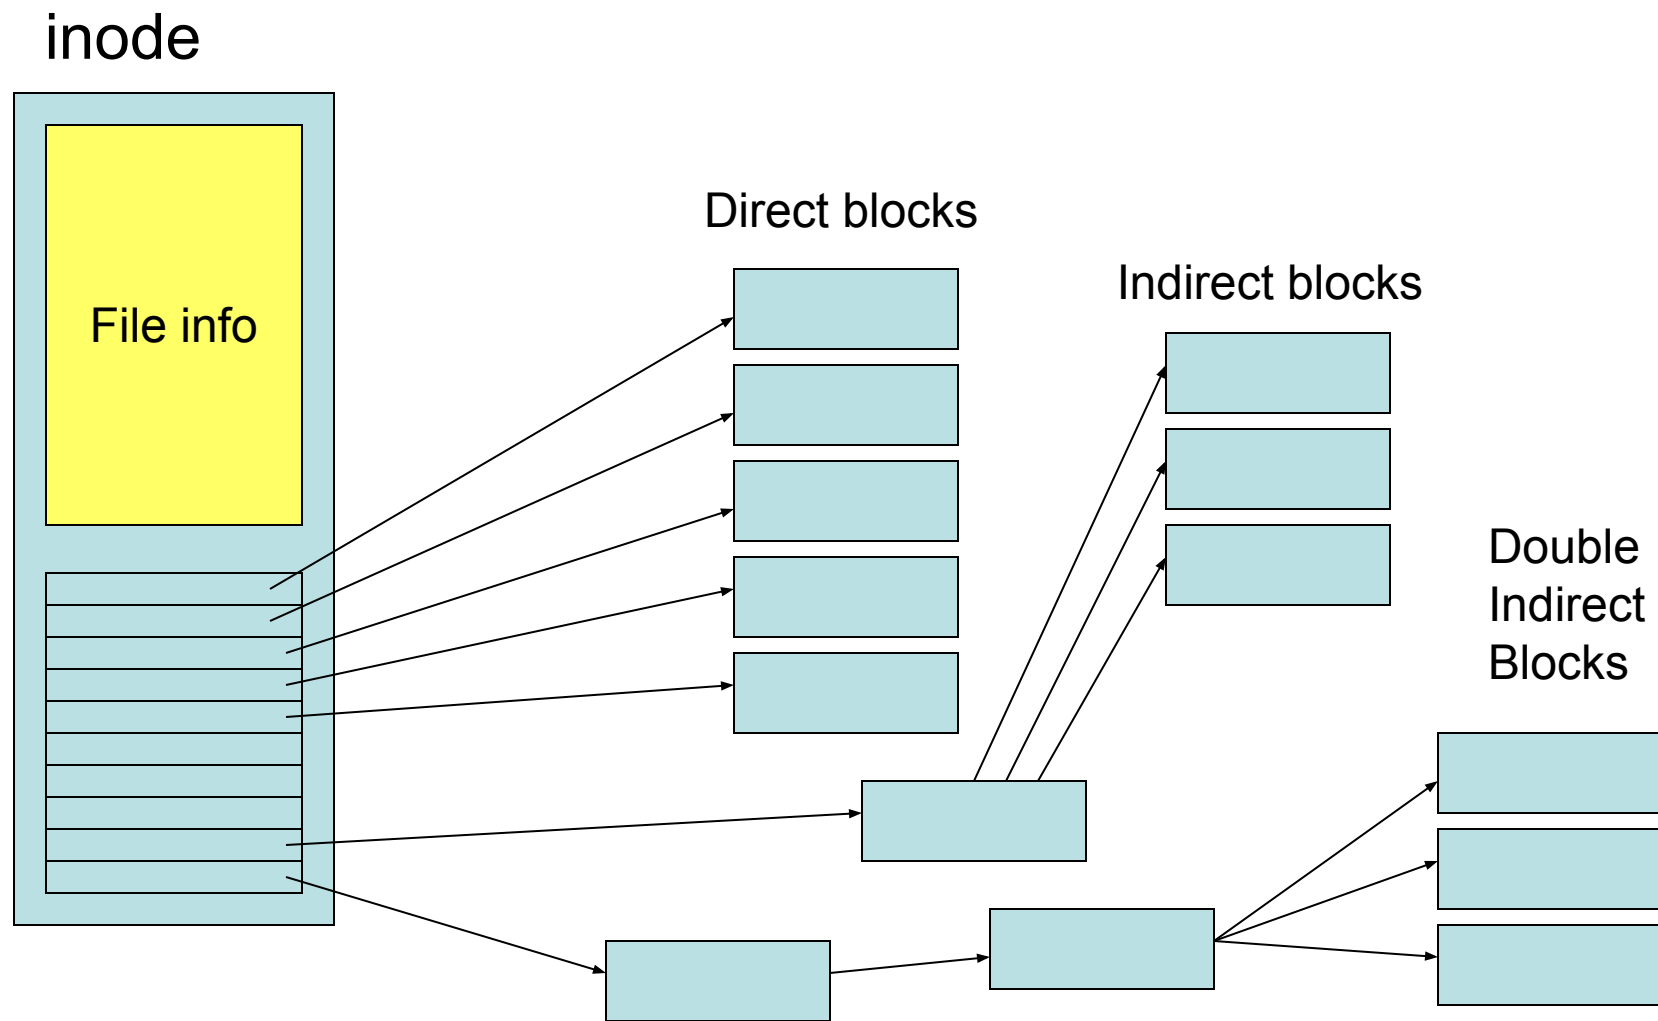 inode
File info
Direct blocks
Indirect blocks
Double
Indirect
Blocks